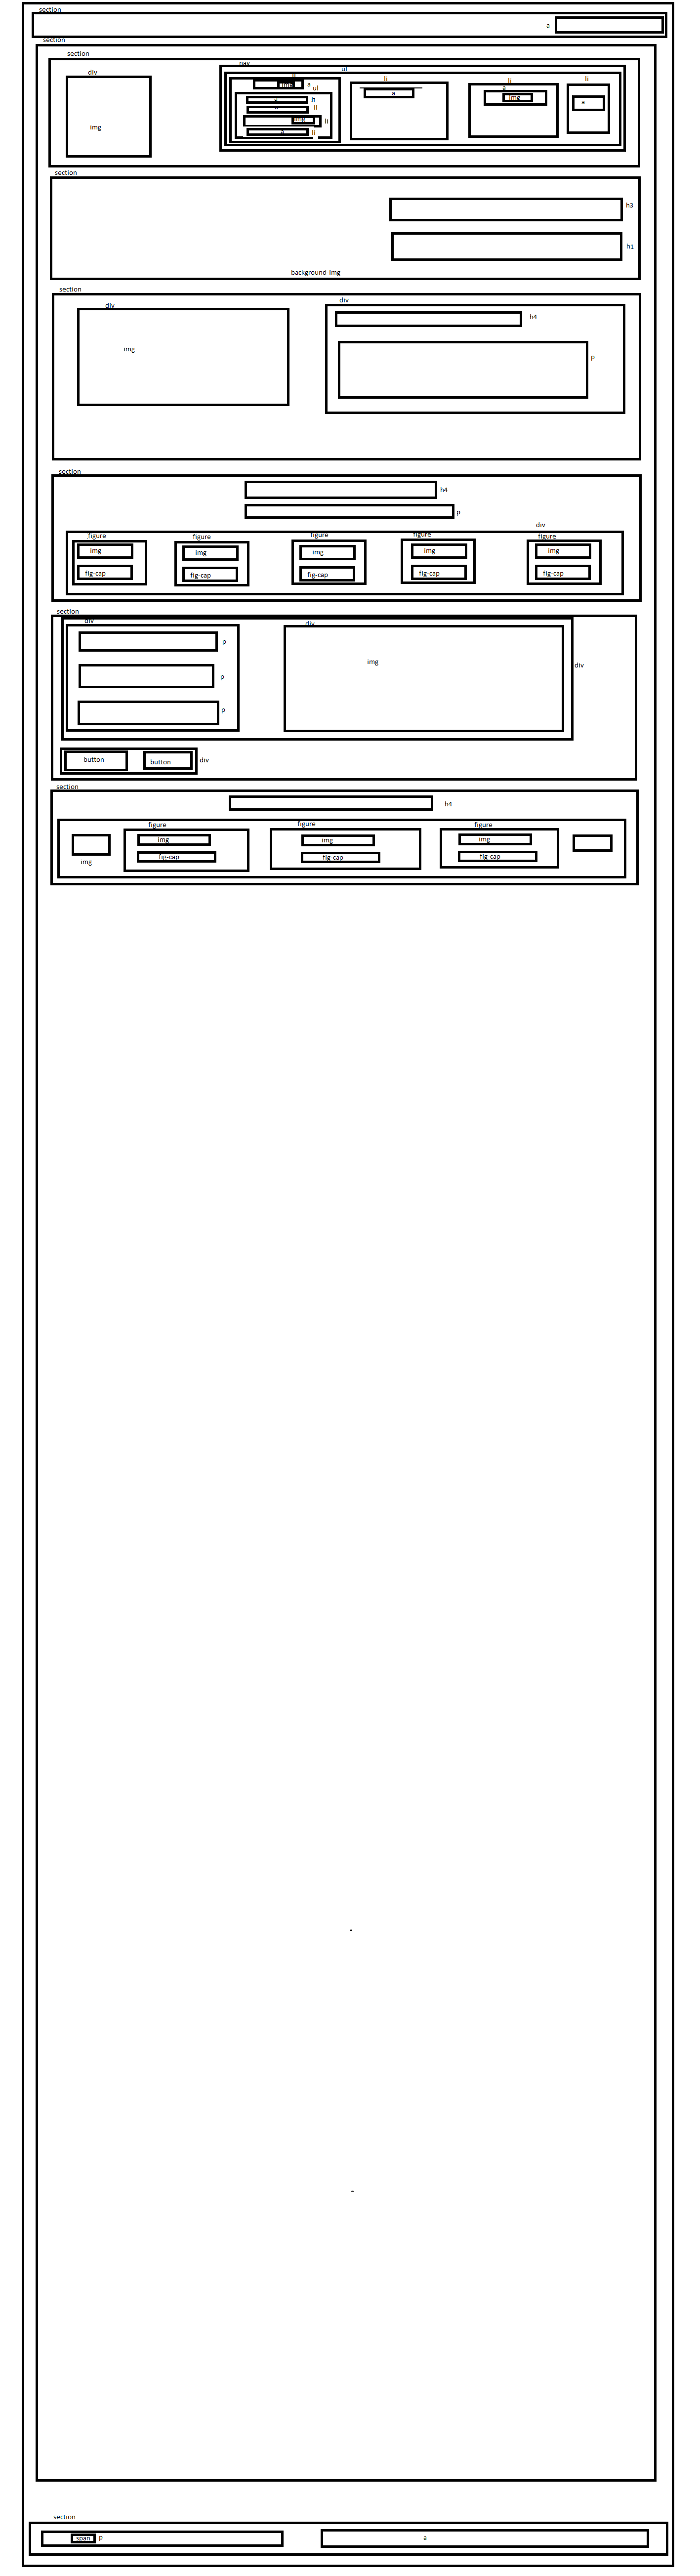 section
a
section
section
div
img
nav
ul
li
img
a
ul
a
li
li
img
li
a
li
li
a
li
a
img
li
a
section
h3
h1
background-img
section
div
img
div
h4
p
section
h4
p
div
figure
img
fig-cap
figure
img
fig-cap
figure
img
fig-cap
figure
img
fig-cap
figure
img
fig-cap
section
div
p
p
p
div
img
div
button
button
div
section
h4
img
figure
img
fig-cap
figure
img
fig-cap
figure
img
fig-cap
section
span
p
a